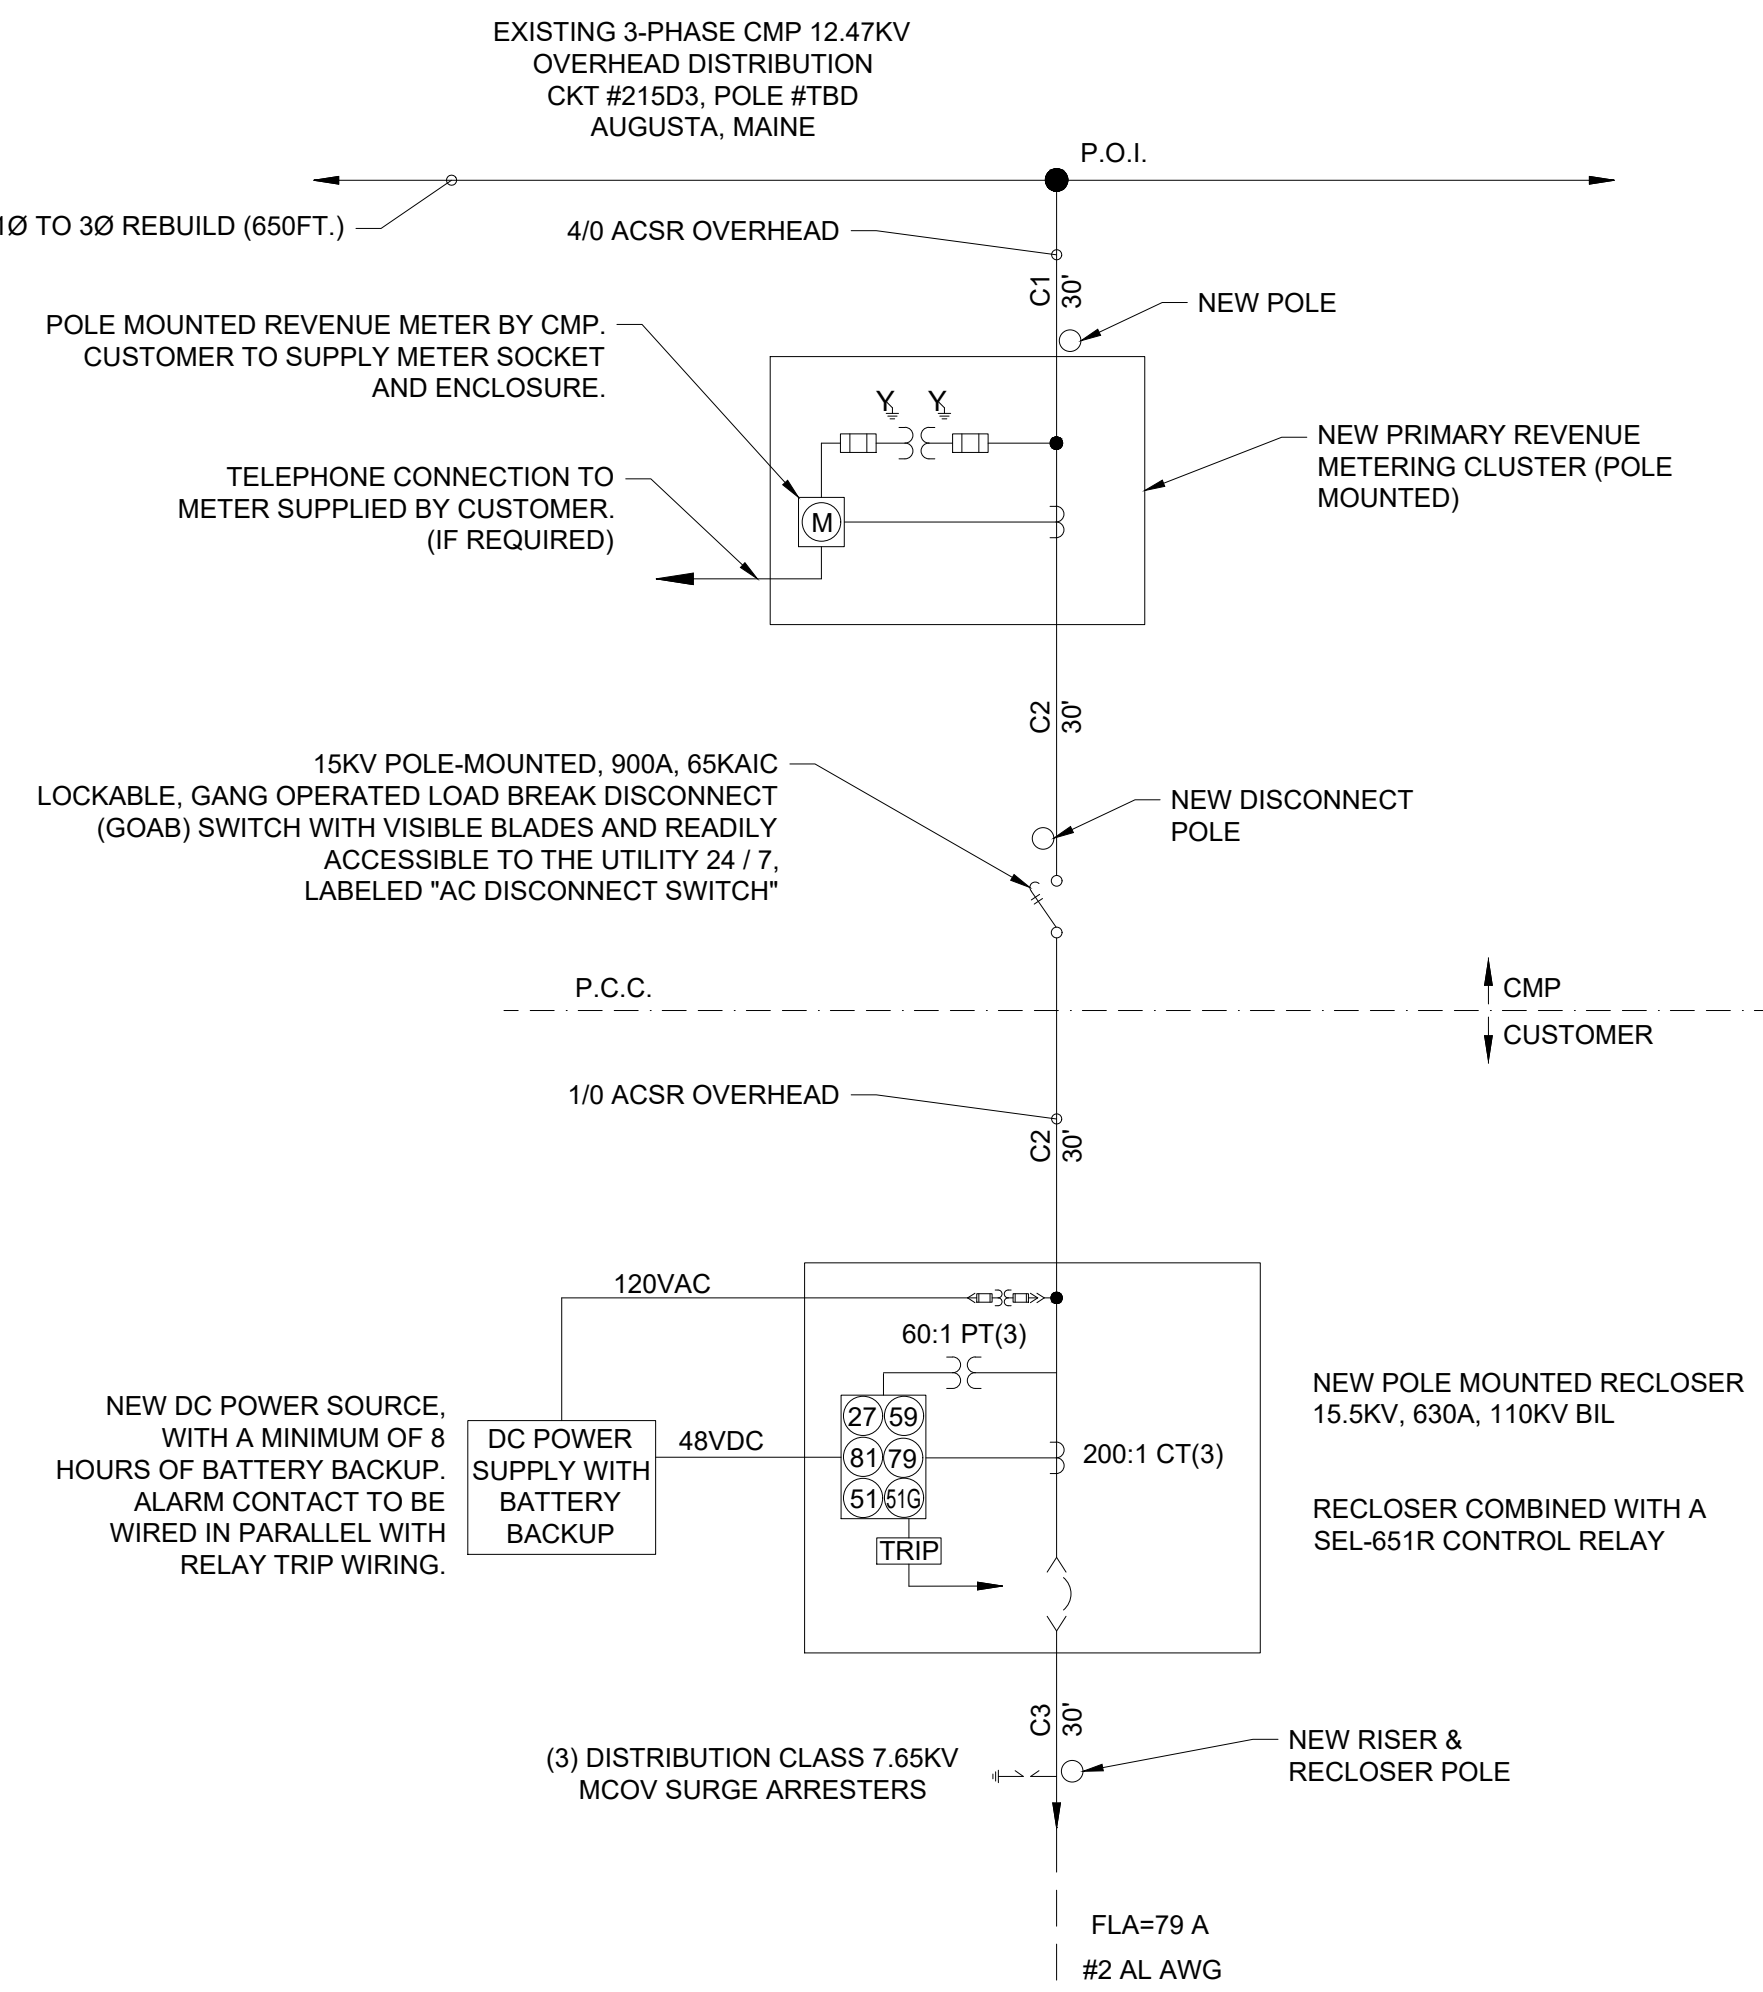 EXISTING 3-PHASE CMP 12.47KV
OVERHEAD DISTRIBUTION
CKT #215D3, POLE #TBD
AUGUSTA, MAINE
P.O.I.
1Ø TO 3Ø REBUILD (650FT.)
4/0 ACSR OVERHEAD
C1
30'
NEW POLE
POLE MOUNTED REVENUE METER BY CMP.
CUSTOMER TO SUPPLY METER SOCKET
AND ENCLOSURE.
Y Y
NEW PRIMARY REVENUE
METERING CLUSTER (POLE
MOUNTED)
TELEPHONE CONNECTION TO
METER SUPPLIED BY CUSTOMER.
(IF REQUIRED)
M
C2
30'
15KV POLE-MOUNTED, 900A, 65KAIC
LOCKABLE, GANG OPERATED LOAD BREAK DISCONNECT
(GOAB) SWITCH WITH VISIBLE BLADES AND READILY
ACCESSIBLE TO THE UTILITY 24 / 7,
LABELED "AC DISCONNECT SWITCH"
NEW DISCONNECT
POLE
P.C.C.
CMP
CUSTOMER
1/0 ACSR OVERHEAD
C2
30'
120VAC
60:1 PT(3)
27 59
81 79
51 51G
TRIP
200:1 CT(3)
48VDC
DC POWER
SUPPLY WITH
BATTERY
BACKUP
NEW DC POWER SOURCE,
WITH A MINIMUM OF 8
HOURS OF BATTERY BACKUP.
ALARM CONTACT TO BE
WIRED IN PARALLEL WITH
RELAY TRIP WIRING.
NEW POLE MOUNTED RECLOSER
15.5KV, 630A, 110KV BIL
RECLOSER COMBINED WITH A
SEL-651R CONTROL RELAY
C3
30'
(3) DISTRIBUTION CLASS 7.65KV
MCOV SURGE ARRESTERS
NEW RISER &
RECLOSER POLE
FLA=79 A
#2 AL AWG